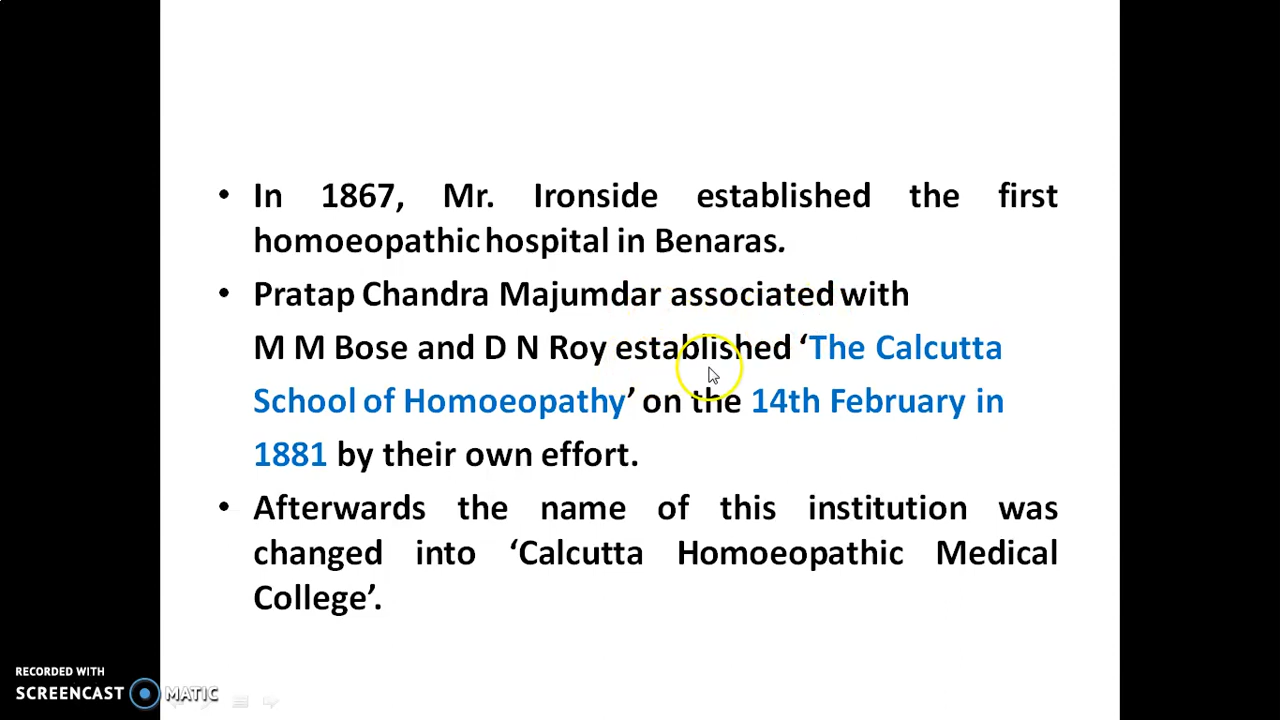 • In 1867, Mr. Ironside established the first
homoeopathic hospital in Benaras.
• Pratap Chandra Majumdar associated with
M M Bose and D N Roy established ‘The Calcutta
School of Homoeopathy’ on the 14th February in
1881 by their own effort.
• Afterwards the name of this institution was
changed into ‘Calcutta Homoeopathic Medical
College’.
RECORDED WITH
SCREENCAST MATIC